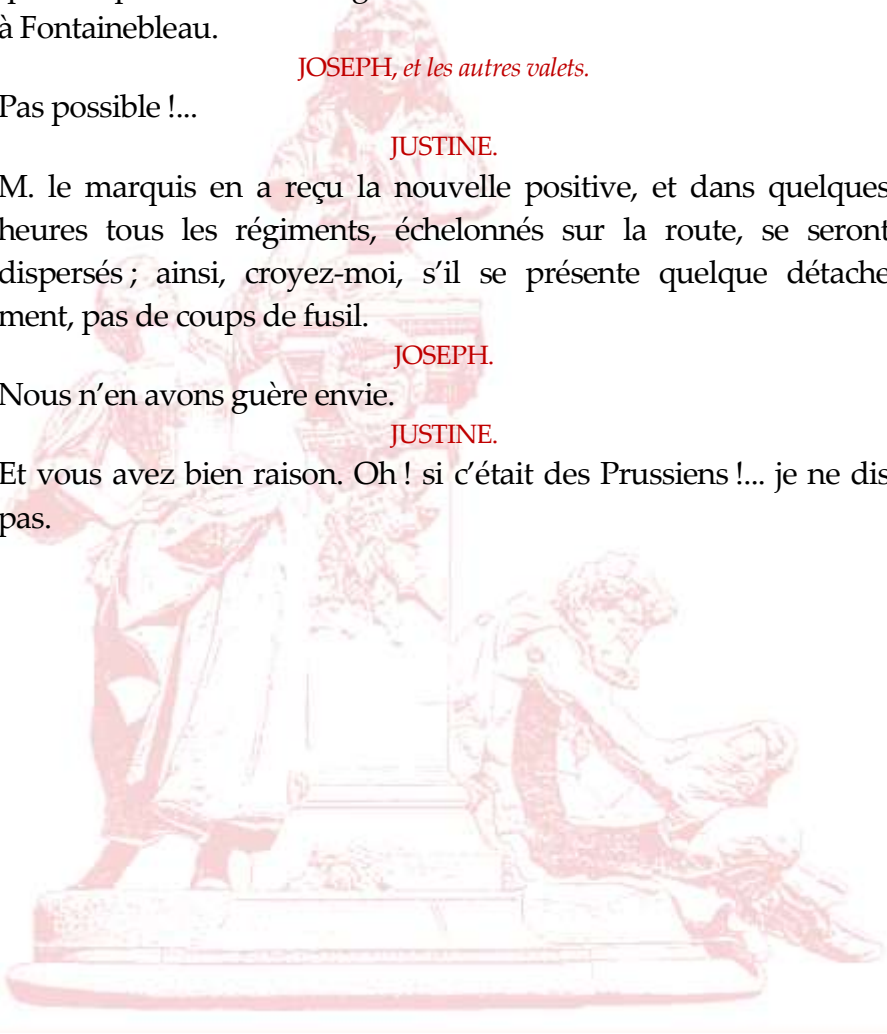 à Fontainebleau.
JOSEPH, et les autres valets.
Pas possible !...
JUSTINE.
M. le marquis en a reçu la nouvelle positive, et dans quelques
heures tous les régiments, échelonnés sur la route, se seront
dispersés ; ainsi, croyez-moi, s’il se présente quelque détache
ment, pas de coups de fusil.
JOSEPH.
Nous n’en avons guère envie.
JUSTINE.
Et vous avez bien raison. Oh ! si c’était des Prussiens !... je ne dis
pas.